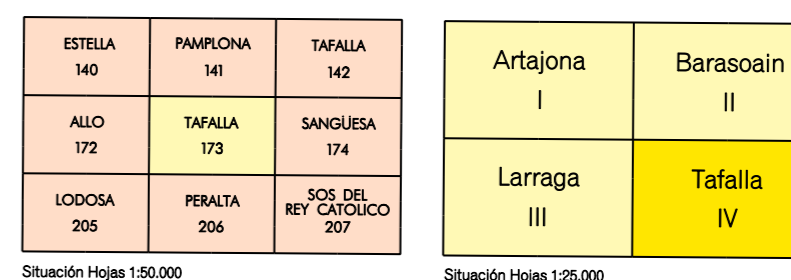 ESTELLA
140
PAMPLONA
141
TAFALLA
142
ALLO
172
TAFALLA
173
SANGÜESA
174
LODOSA
205
PERALTA
206
SOS DEL
REY CATOLICO
207
Situación Hojas 1:50.000
Artajona
I
Barasoain
II
Larraga
III
Tafalla
IV
Situación Hojas 1:25.000